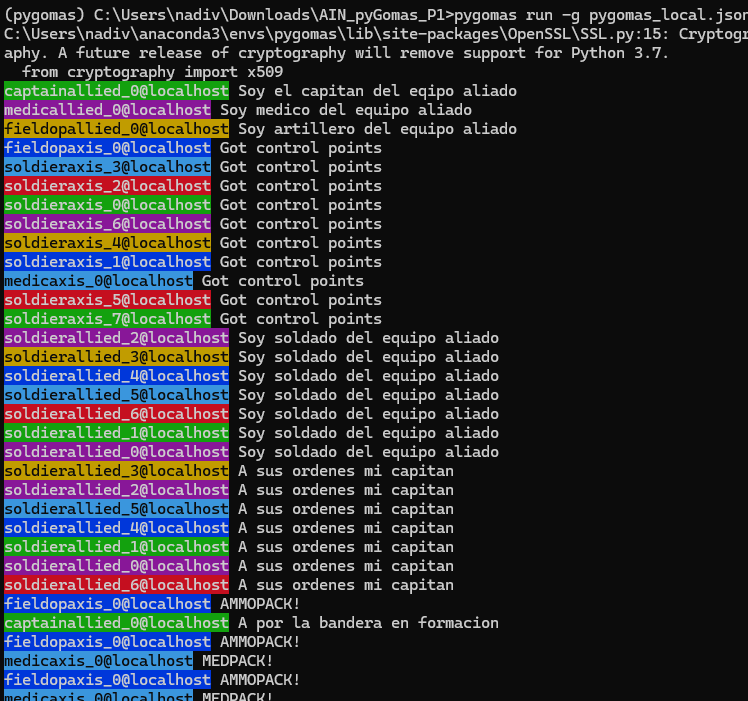 (pygomas) C:\Users\nadiv\Downloads\AIN_pyGomas_P1>pygomas run -g pygomas_local.json
C:\Users\nadiv\anaconda3\envs\pygomas\lib\site-packages\OpenSSL\SSL.py:15: Cryptogr
aphy. A future release of cryptography will remove support for Python 3.7.
  from cryptography import x509
captainallied_0@localhost Soy el capitan del eqipo aliado
medicallied_0@localhost Soy medico del equipo aliado
fieldopallied_0@localhost Soy artillero del equipo aliado
fieldopaxis_0@localhost Got control points
soldieraxis_3@localhost Got control points
soldieraxis_2@localhost Got control points
soldieraxis_0@localhost Got control points
soldieraxis_6@localhost Got control points
soldieraxis_4@localhost Got control points
soldieraxis_1@localhost Got control points
medicaxis_0@localhost Got control points
soldieraxis_5@localhost Got control points
soldieraxis_7@localhost Got control points
soldierallied_2@localhost Soy soldado del equipo aliado
soldierallied_3@localhost Soy soldado del equipo aliado
soldierallied_4@localhost Soy soldado del equipo aliado
soldierallied_5@localhost Soy soldado del equipo aliado
soldierallied_6@localhost Soy soldado del equipo aliado
soldierallied_1@localhost Soy soldado del equipo aliado
soldierallied_0@localhost Soy soldado del equipo aliado
soldierallied_3@localhost A sus ordenes mi capitan
soldierallied_2@localhost A sus ordenes mi capitan
soldierallied_5@localhost A sus ordenes mi capitan
soldierallied_4@localhost A sus ordenes mi capitan
soldierallied_1@localhost A sus ordenes mi capitan
soldierallied_0@localhost A sus ordenes mi capitan
soldierallied_6@localhost A sus ordenes mi capitan
fieldopaxis_0@localhost AMMOPACK!
captainallied_0@localhost A por la bandera en formacion
fieldopaxis_0@localhost AMMOPACK!
medicaxis_0@localhost MEDPACK!
fieldopaxis_0@localhost AMMOPACK!
medicaxis_0@localhost MEDPACK!